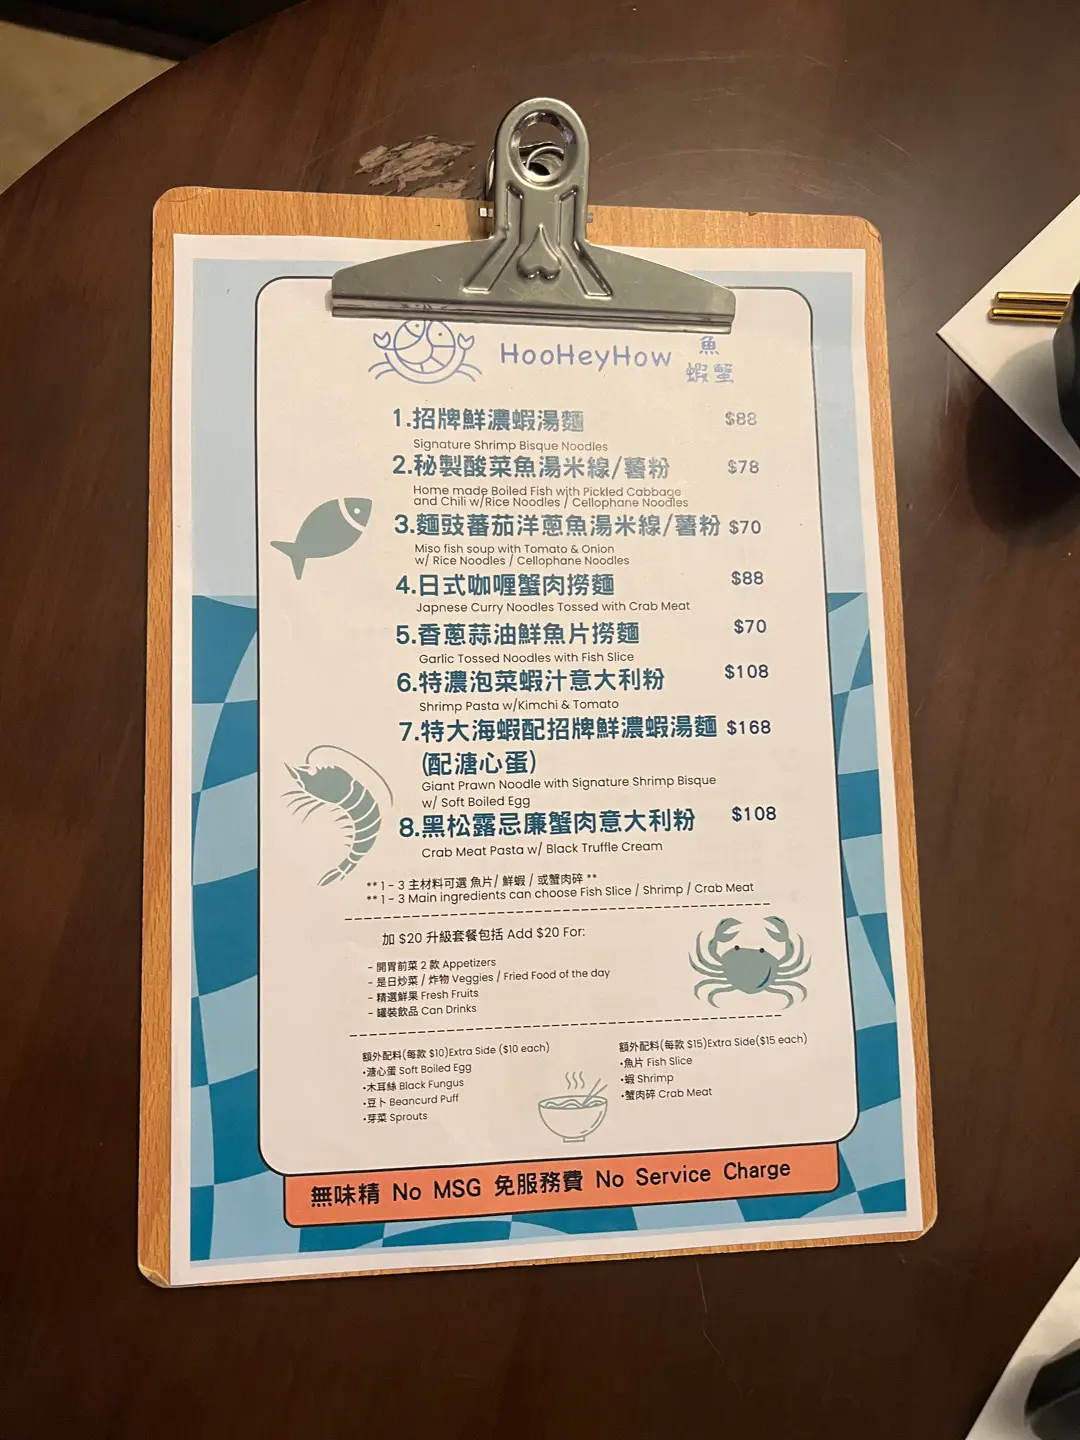 HooHeyHow 魚
蝦蟹
1.招牌鮮濃蝦湯麵 $88
Signature Shrimp Bisque Noodles
2.秘製酸菜魚湯米線/薯粉 $78
Home made Boiled Fish with Pickled Cabbage
and Chili w/Rice Noodles / Cellophane Noodles
3.麵豉蕃茄洋蔥魚湯米線/薯粉 $70
Miso fish soup with Tomato & Onion
w/ Rice Noodles / Cellophane Noodles
4.日式咖喱蟹肉撈麵 $88
Japnese Curry Noodles Tossed with Crab Meat
5.香蔥蒜油鮮魚片撈麵 $70
Garlic Tossed Noodles with Fish Slice
6.特濃泡菜蝦汁意大利粉 $108
Shrimp Pasta w/Kimchi & Tomato
7.特大海蝦配招牌鮮濃蝦湯麵 $168
(配溏心蛋)
Giant Prawn Noodle with Signature Shrimp Bisque
w/ Soft Boiled Egg
8.黑松露忌廉蟹肉意大利粉 $108
Crab Meat Pasta w/ Black Truffle Cream
**1-3 主材料可選 魚片/ 鮮蝦 / 或蟹肉碎 **
**1-3 Main ingredients can choose Fish Slice / Shrimp / Crab Meat
加 $20 升級套餐包括 Add $20 For:
- 開胃前菜 2 款 Appetizers
- 是日炒菜 / 炸物 Veggies / Fried Food of the day
- 精選鮮果 Fresh Fruits
- 罐裝飲品 Can Drinks
額外配料(每款 $10)Extra Side ($10 each)
•溏心蛋 Soft Boiled Egg
•木耳絲 Black Fungus
•豆卜 Beancurd Puff
•芽菜 Sprouts
額外配料(每款 $15)Extra Side($15 each)
•魚片 Fish Slice
•蝦 Shrimp
•蟹肉碎 Crab Meat
無味精 No MSG 免服務費 No Service Charge